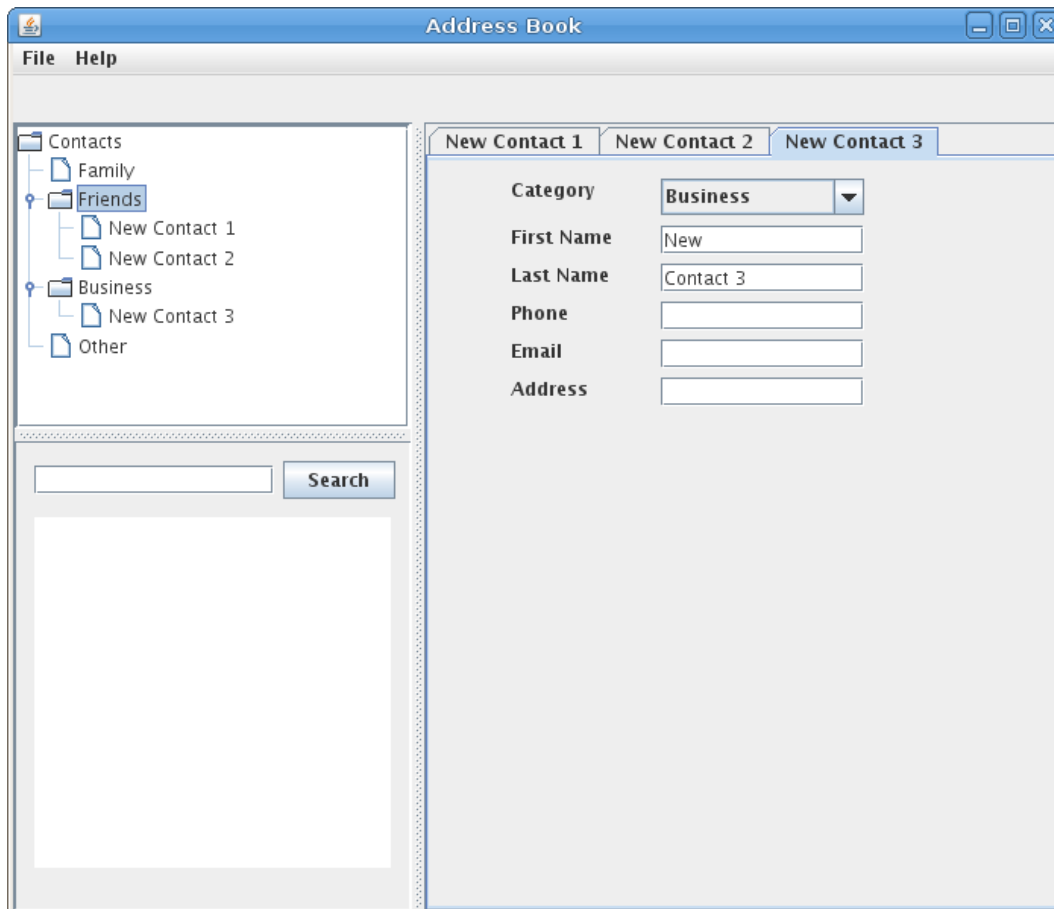 Address Book
File Help
Contacts
Family
Friends
New Contact 1
New Contact 2
Business
New Contact 3
Other
Search
New Contact 1 New Contact 2 New Contact 3
Category Business
First Name New
Last Name Contact 3
Phone
Email
Address